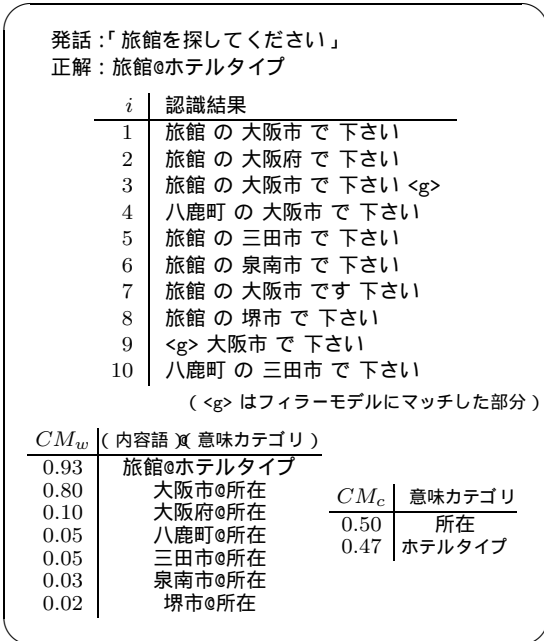 発話:「旅館を探してください」
正解:旅館@ホテルタイプ
i 認識結果
1 旅館 の 大阪市 で 下さい
2 旅館 の 大阪府 で 下さい
3 旅館 の 大阪市 で 下さい <g>
4 八鹿町 の 大阪市 で 下さい
5 旅館 の 三田市 で 下さい
6 旅館 の 泉南市 で 下さい
7 旅館 の 大阪市 です 下さい
8 旅館 の 堺市 で 下さい
9 <g> 大阪市 で 下さい
10 八鹿町 の 三田市 で 下さい
(<g> はフィラーモデルにマッチした部分)
CMw (内容語)@(意味カテゴリ)
0.93 旅館@ホテルタイプ
0.80 大阪市@所在
0.10 大阪府@所在
0.05 八鹿町@所在
0.05 三田市@所在
0.03 泉南市@所在
0.02 堺市@所在
CMc 意味カテゴリ
0.50 所在
0.47 ホテルタイプ